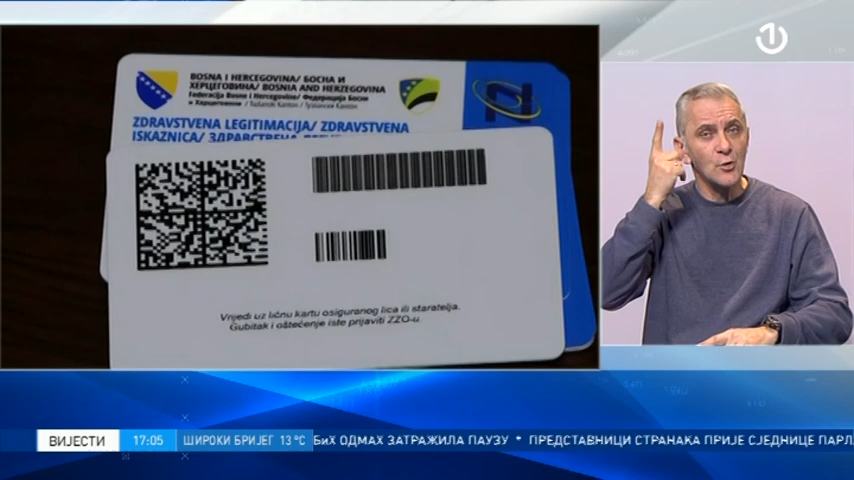 BOSNA I HERCEGOVINA/ БОСНА И
ХЕРЦЕГОВИНА/ BOSNIA AND HERZEGOVINA
Federacija Bosne i Hercegovine/ Федерација Босне
и Херцеговине / Tuzlanski Kanton/ Тузлански Кантон
ZDRAVSTVENA LEGITIMACIJA/ ZDRAVSTVENA
ISKAZNICA/ ЗДРАВСТВЕНА
Vrijedi uz ličnu kartu osiguranog lica ili staratelja.
Gubitak i oštećenje iste prijaviti ZZO-u.
ВИЈЕСТИ 17:05 ШИРОКИ БРИЈЕГ 13°C БиХ ОДМАХ ЗАТРАЖИЛА ПАУЗУ * ПРЕДСТАВНИЦИ СТРАНАКА ПРИЈЕ СЈЕДНИЦЕ ПАРЛ